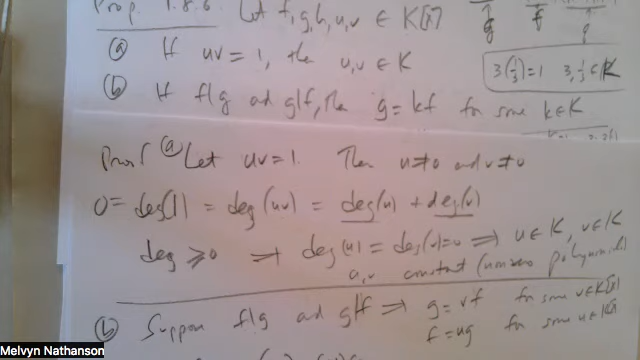 Prop. 1.8.6. Let f, g, h, u, v ∈ K[x]
g f g
(a) If uv = 1, then u, v ∈ K
3(1/3) = 1 3, 1/3 ∈ K
(b) If f|g and g|f, then g = kf for some k ∈ K
Proof (a) Let uv = 1. Then u ≠ 0 and v ≠ 0
0 = deg(1) = deg(uv) = deg(u) + deg(v)
deg ≥ 0 ⟹ deg(u) = deg(v) = 0 ⟹ u ∈ K, v ∈ K
u, v constant (nonzero polynomials)
(b) Suppose f|g and g|f ⟹ g = vf for some v ∈ K[x]
f = ug for some u ∈ K[x]
Melvyn Nathanson